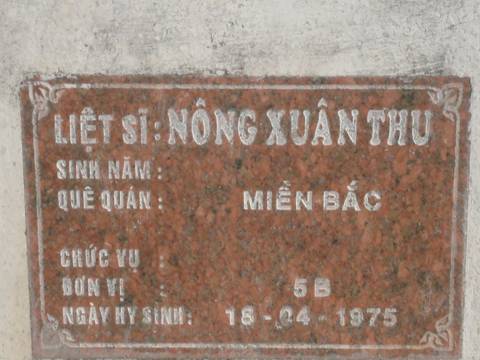 LIỆT SĨ: NÔNG XUÂN THU
SINH NĂM:
QUÊ QUÁN: MIỀN BẮC
CHỨC VỤ :
ĐƠN VỊ : 5B
NGÀY HY SINH: 18-04-1975